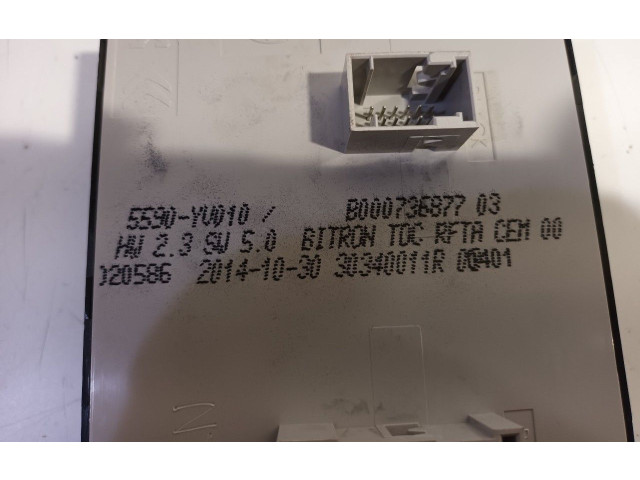 5590-YV010 / B000736877 03
HW 2.3 SW 5.0 BITRON TOC RFTA CEM 00
020586 2014-10-30 30340011R